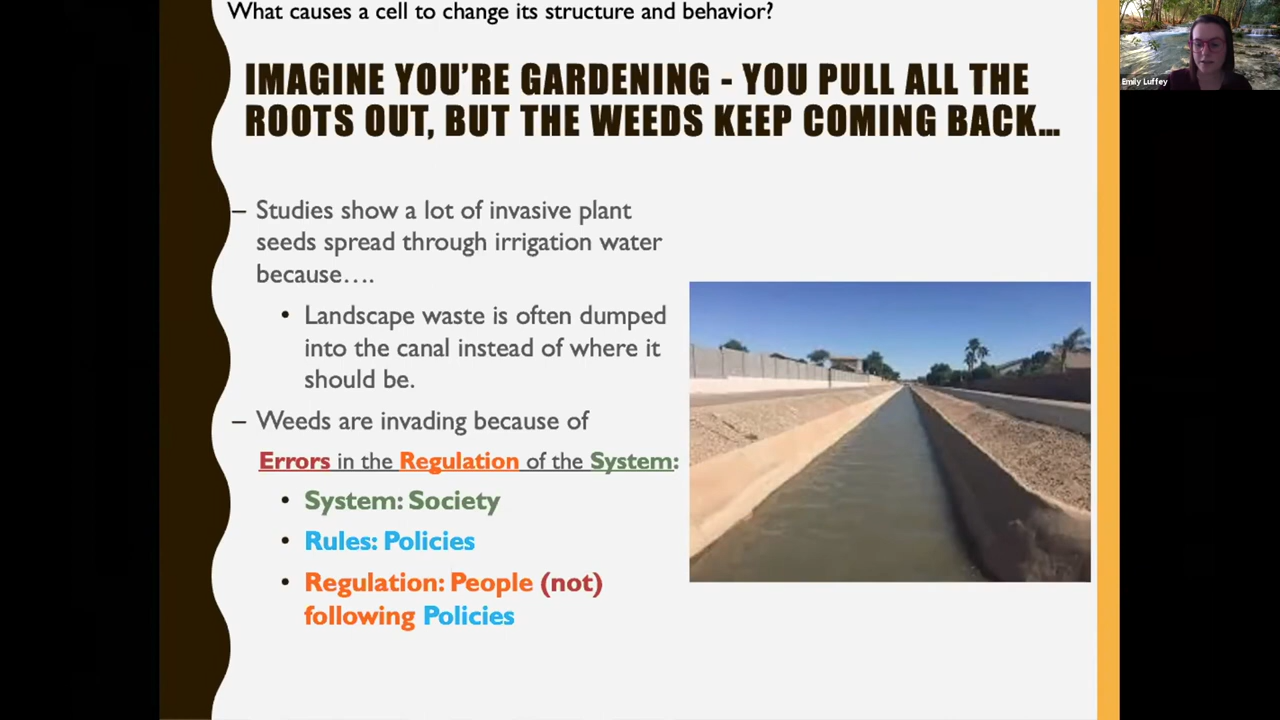 What causes a cell to change its structure and behavior?
IMAGINE YOU'RE GARDENING - YOU PULL ALL THE
ROOTS OUT, BUT THE WEEDS KEEP COMING BACK...
– Studies show a lot of invasive plant
seeds spread through irrigation water
because....
• Landscape waste is often dumped
into the canal instead of where it
should be.
– Weeds are invading because of
Errors in the Regulation of the System:
• System: Society
• Rules: Policies
• Regulation: People (not)
following Policies
Emily Luffey